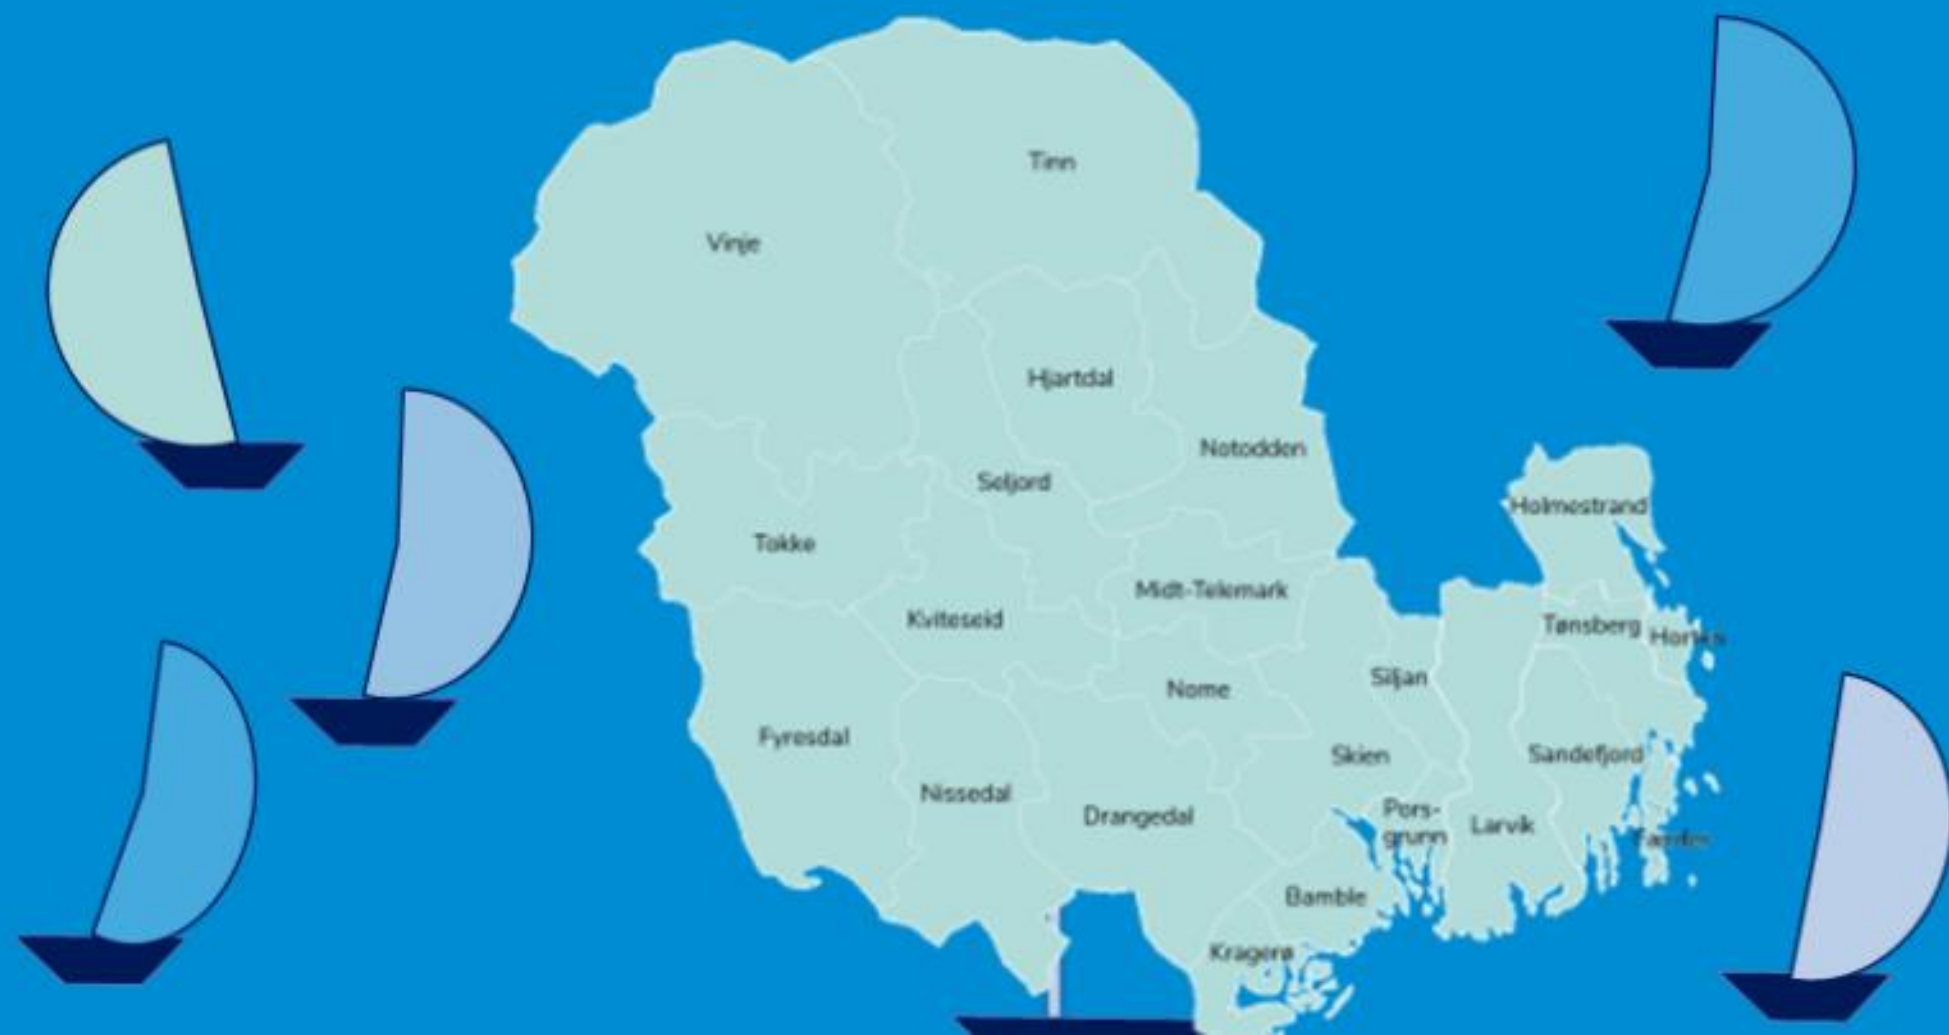 Tinn
Vinje
Hjartdal
Notodden
Seljord
Holmestrand
Tokke
Midt-Telemark
Kviteseid
Tønsberg
Siljan
Nome
Fyresdal
Skien
Sandefjord
Nissedal
Drangedal
Pors-
grunn
Larvik
Bamble
Kragerø